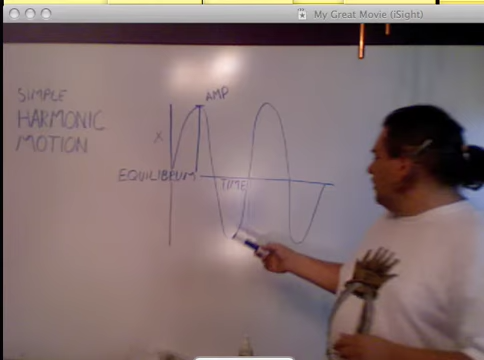 My Great Movie (iSight)
SIMPLE
HARMONIC
MOTION
AMP
X
EQUILIBEUM
TIME